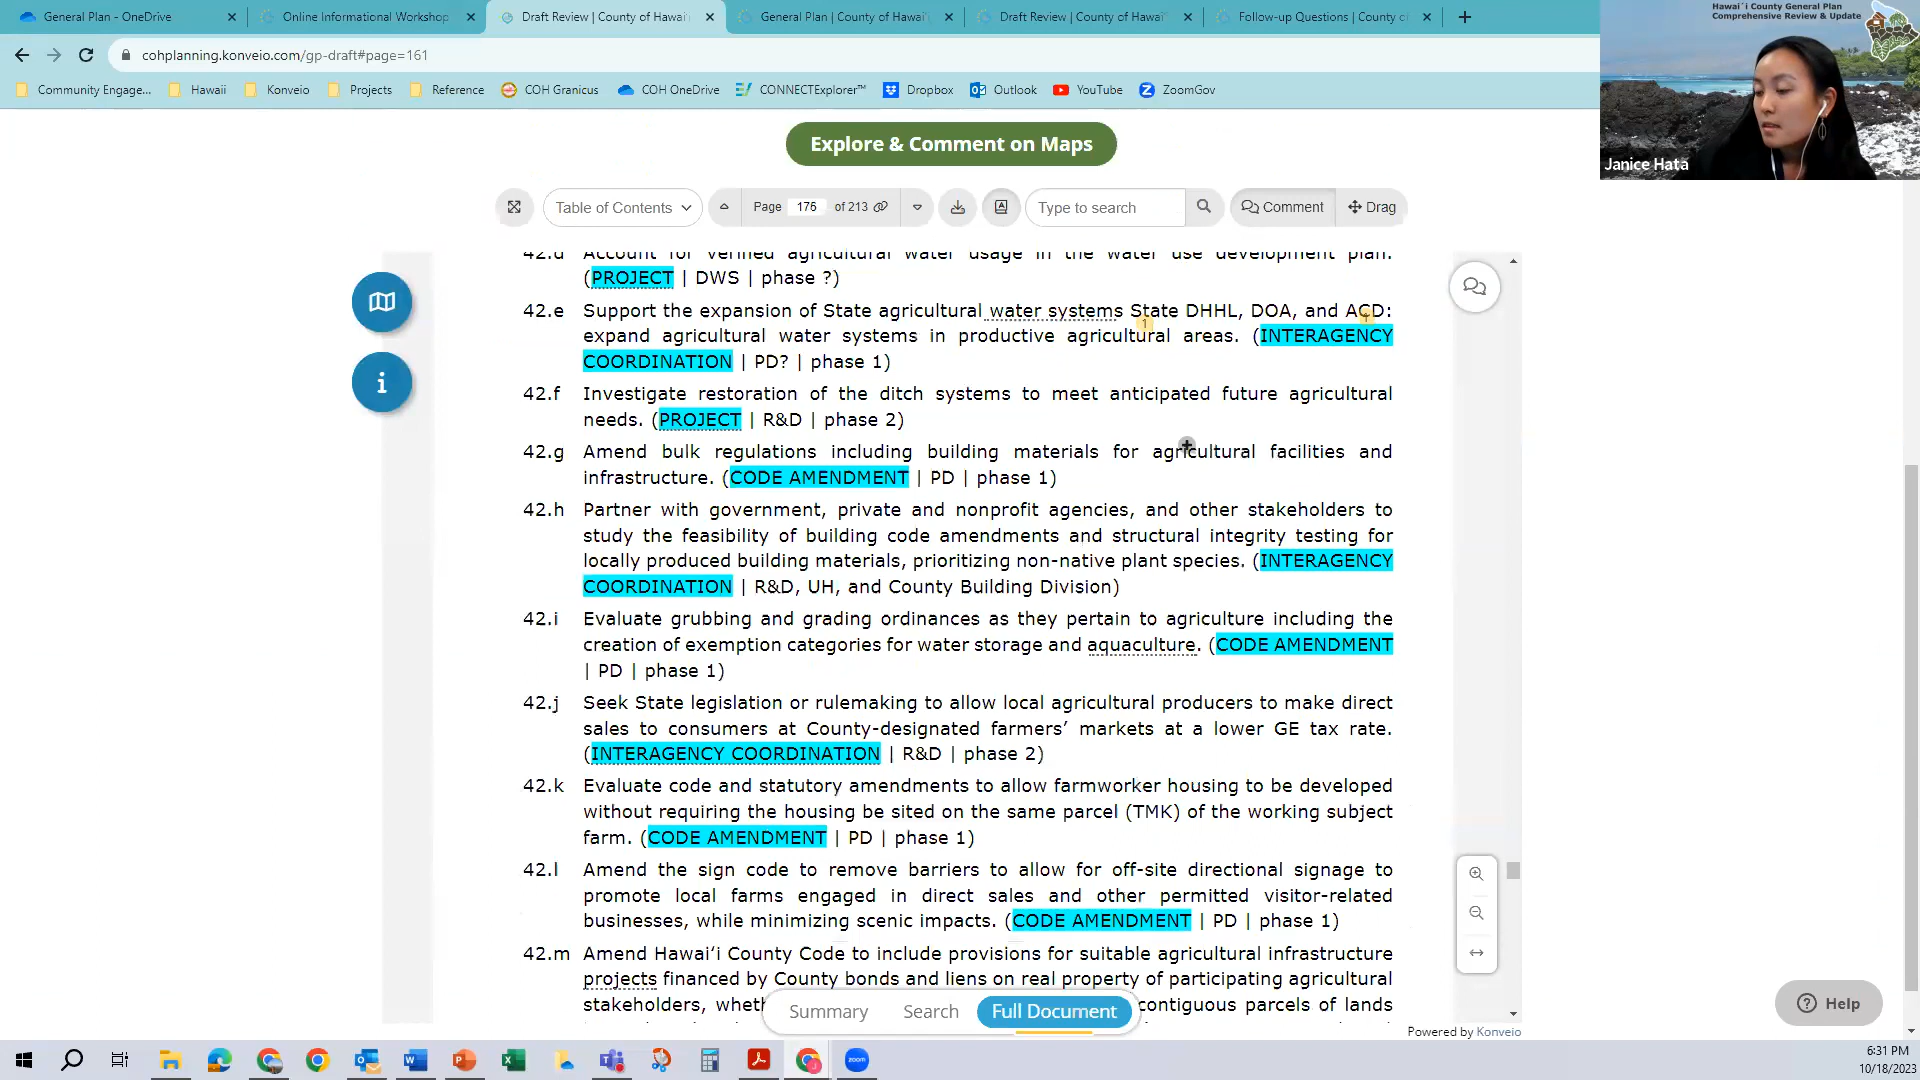 General Plan - OneDrive
Online Informational Workshop
Draft Review | County of Hawai'i
General Plan | County of Hawai'i
Draft Review | County of Hawai'i
Follow-up Questions | County of
cohplanning.konveio.com/gp-draft#page=161
Community Engage...
Hawaii
Konveio
Projects
Reference
COH Granicus
COH OneDrive
CONNECTExplorer™
Dropbox
Outlook
YouTube
ZoomGov
Hawaiʻi County General Plan
Comprehensive Review & Update
Janice Hata
Explore & Comment on Maps
Table of Contents
Page 176 of 213
Type to search
Comment
Drag
42.d Account for verified agricultural water usage in the water use development plan.
(PROJECT | DWS | phase ?)
42.e Support the expansion of State agricultural water systems State DHHL, DOA, and ACD:
expand agricultural water systems in productive agricultural areas. (INTERAGENCY
COORDINATION | PD? | phase 1)
42.f Investigate restoration of the ditch systems to meet anticipated future agricultural
needs. (PROJECT | R&D | phase 2)
42.g Amend bulk regulations including building materials for agricultural facilities and
infrastructure. (CODE AMENDMENT | PD | phase 1)
42.h Partner with government, private and nonprofit agencies, and other stakeholders to
study the feasibility of building code amendments and structural integrity testing for
locally produced building materials, prioritizing non-native plant species. (INTERAGENCY
COORDINATION | R&D, UH, and County Building Division)
42.i Evaluate grubbing and grading ordinances as they pertain to agriculture including the
creation of exemption categories for water storage and aquaculture. (CODE AMENDMENT
| PD | phase 1)
42.j Seek State legislation or rulemaking to allow local agricultural producers to make direct
sales to consumers at County-designated farmers’ markets at a lower GE tax rate.
(INTERAGENCY COORDINATION | R&D | phase 2)
42.k Evaluate code and statutory amendments to allow farmworker housing to be developed
without requiring the housing be sited on the same parcel (TMK) of the working subject
farm. (CODE AMENDMENT | PD | phase 1)
42.l Amend the sign code to remove barriers to allow for off-site directional signage to
promote local farms engaged in direct sales and other permitted visitor-related
businesses, while minimizing scenic impacts. (CODE AMENDMENT | PD | phase 1)
42.m Amend Hawaiʻi County Code to include provisions for suitable agricultural infrastructure
projects financed by County bonds and liens on real property of participating agricultural
stakeholders, contiguous parcels of lands
Summary
Search
Full Document
Help
Powered by Konveio
6:31 PM
10/18/2023